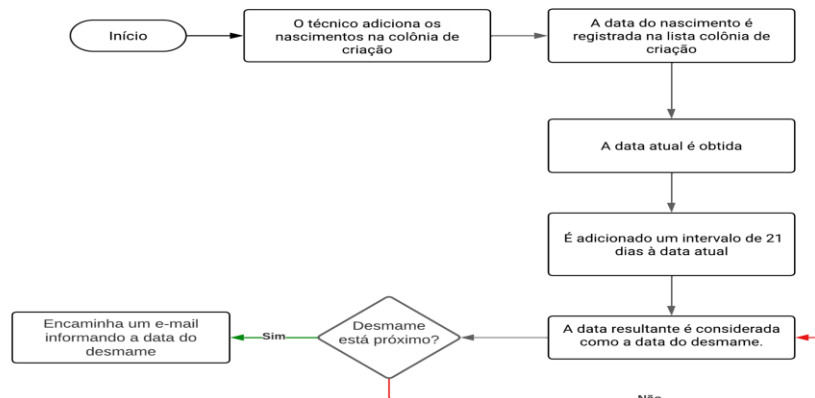 Início
O técnico adiciona os
nascimentos na colônia de
criação
A data do nascimento é
registrada na lista colônia de
criação
A data atual é obtida
É adicionado um intervalo de 21
dias à data atual
A data resultante é considerada
como a data do desmame.
Desmame
está próximo?
Sim
Encaminha um e-mail
informando a data do
desmame
Não